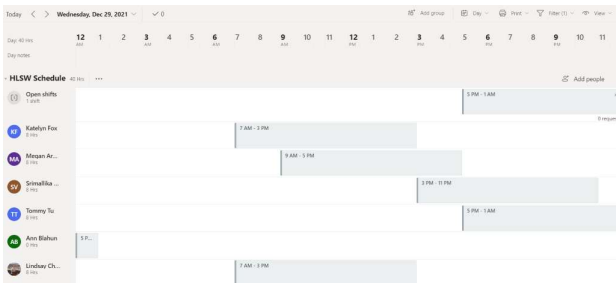 Today < > Wednesday, Dec 29, 2021 ✓ 0 Add group Day Print Filter (1) View
Day: 40 Hrs 12 AM 1 2 3 AM 4 5 6 AM 7 8 9 AM 10 11 12 PM 1 2 3 PM 4 5 6 PM 7 8 9 PM 10 11
Day notes
HLSW Schedule 40 Hrs ... Add people
Open shifts
1 shift
5 PM - 1 AM
0 reque
KF Katelyn Fox
8 Hrs
7 AM - 3 PM
MA Megan Ar...
8 Hrs
9 AM - 5 PM
SV Srimallika ...
8 Hrs
3 PM - 11 PM
TT Tommy Tu
8 Hrs
5 PM - 1 AM
AB Ann Blahun
0 Hrs
5 P...
Lindsay Ch...
8 Hrs
7 AM - 3 PM